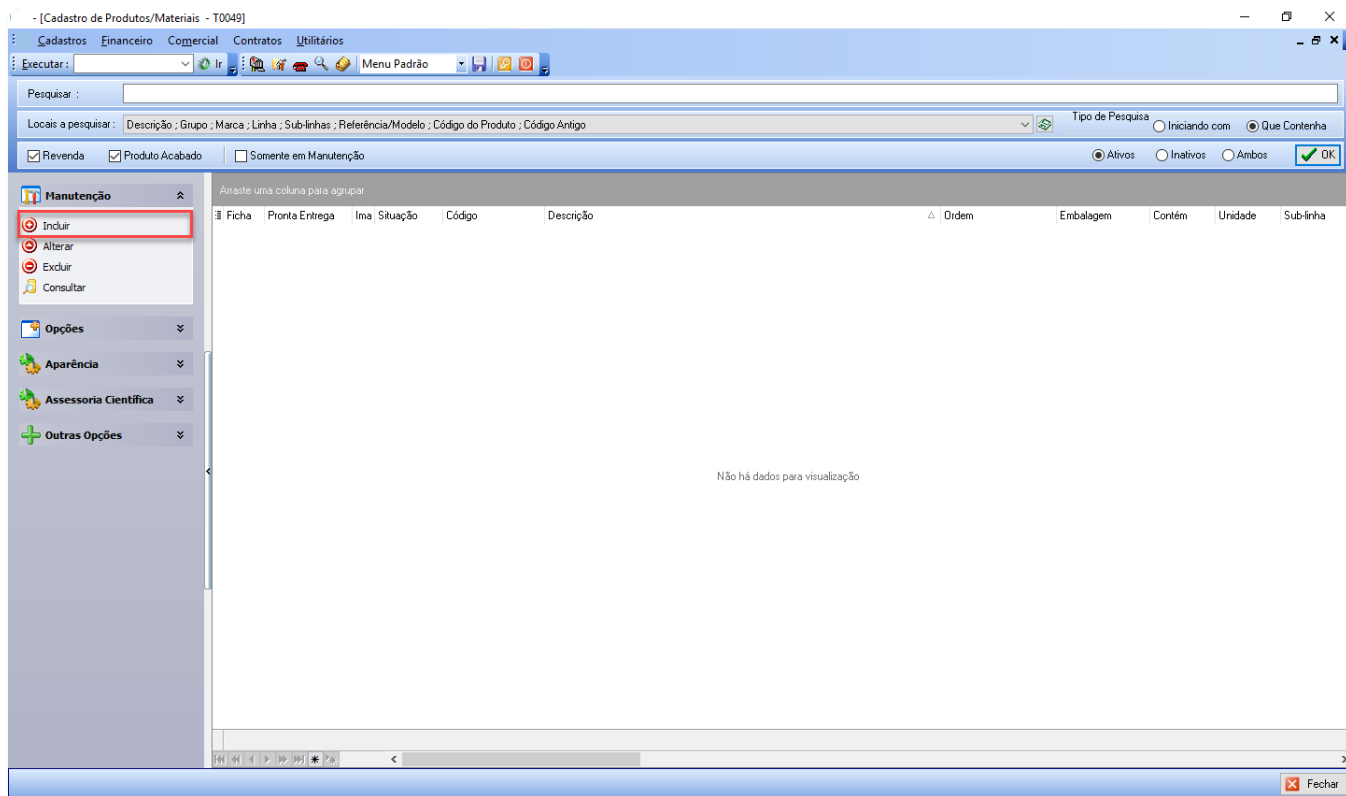 - [Cadastro de Produtos/Materiais - T0049]
Cadastros Financeiro Comercial Contratos Utilitários
Executar : Ir Menu Padrão
Pesquisar :
Locais a pesquisar : Descrição ; Grupo ; Marca ; Linha ; Sub-linhas ; Referência/Modelo ; Código do Produto ; Código Antigo Tipo de Pesquisa Iniciando com Que Contenha
Revenda Produto Acabado Somente em Manutenção Ativos Inativos Ambos OK
Manutenção
Incluir
Alterar
Excluir
Consultar
Opções
Aparência
Assessoria Científica
Outras Opções
Arraste uma coluna para agrupar
Ficha Pronta Entrega Ima Situação Código Descrição Ordem Embalagem Contém Unidade Sub-linha
Não há dados para visualização
Fechar